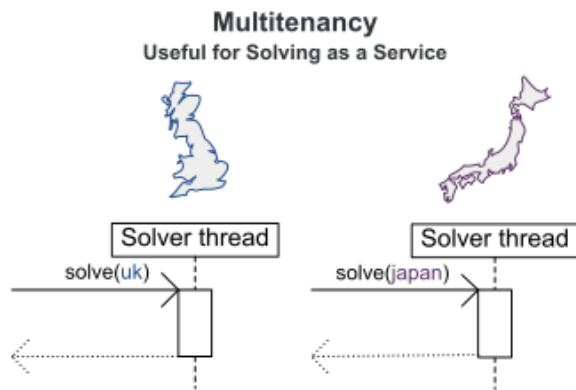 Multitenancy
Useful for Solving as a Service
Solver thread
Solver thread
solve(uk)
solve(japan)